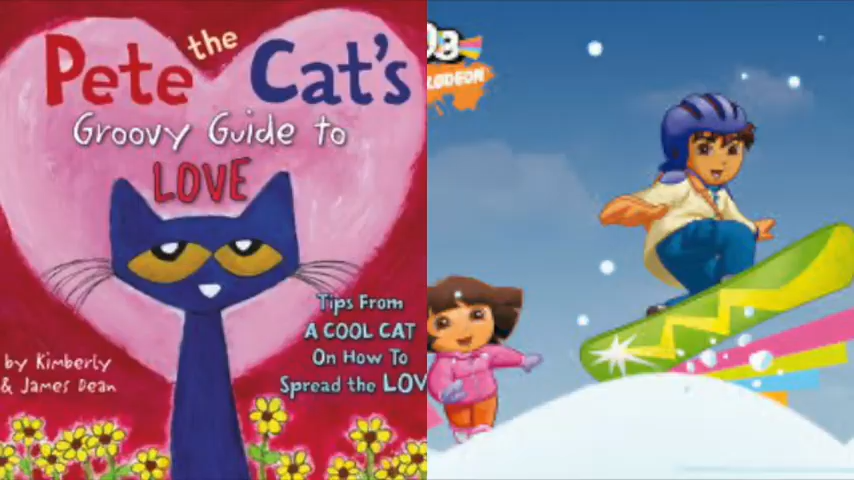 Pete the Cat's
Groovy Guide to
LOVE
Tips From
A COOL CAT
On How To
Spread the LOV
by Kimberly
& James Dean
LODEON